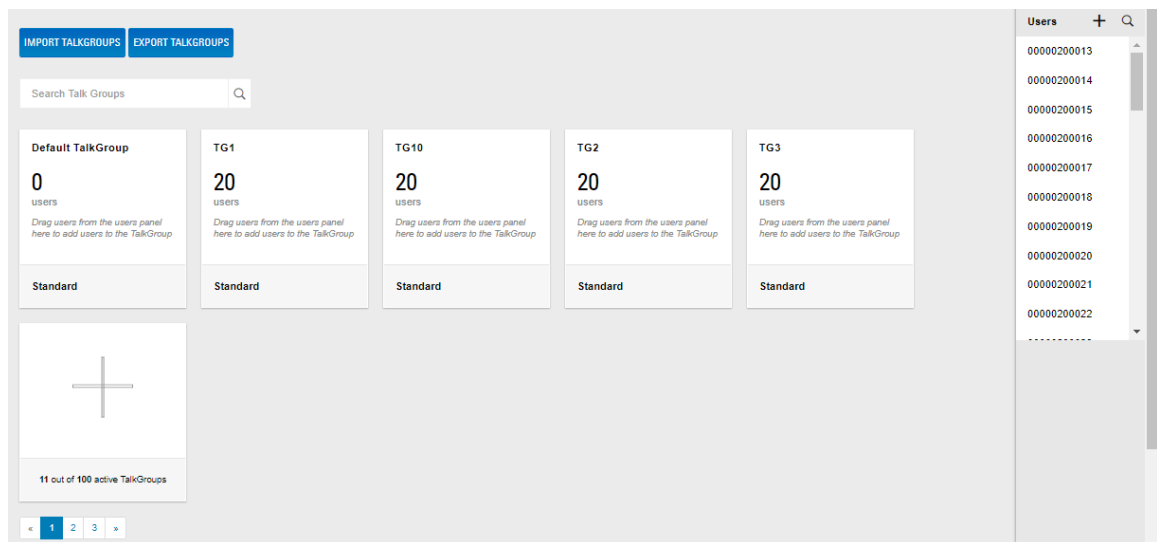 IMPORT TALKGROUPS
EXPORT TALKGROUPS
Search Talk Groups
Default TalkGroup
0
users
Drag users from the users panel
here to add users to the TalkGroup
Standard
TG1
20
users
Drag users from the users panel
here to add users to the TalkGroup
Standard
TG10
20
users
Drag users from the users panel
here to add users to the TalkGroup
Standard
TG2
20
users
Drag users from the users panel
here to add users to the TalkGroup
Standard
TG3
20
users
Drag users from the users panel
here to add users to the TalkGroup
Standard
11 out of 100 active TalkGroups
« 1 2 3 »
Users
00000200013
00000200014
00000200015
00000200016
00000200017
00000200018
00000200019
00000200020
00000200021
00000200022